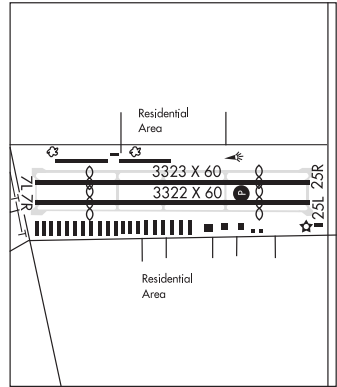 Residential
Area
3323 X 60
7L
25R
3322 X 60
P
7R
25L
Residential
Area